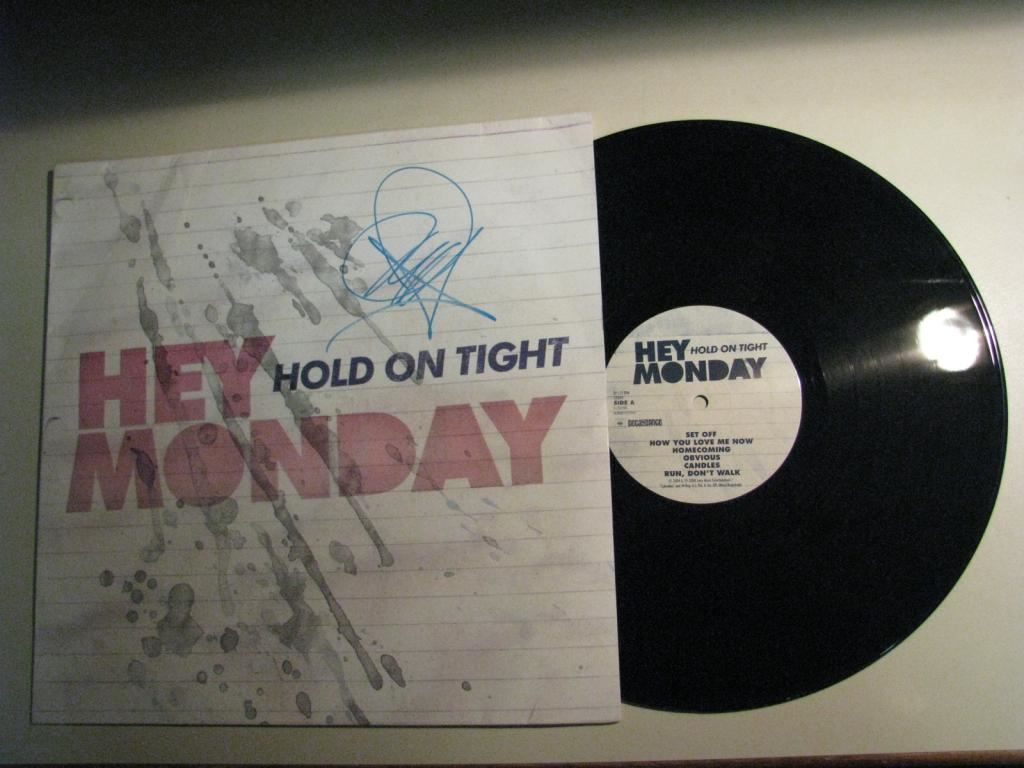 HEY HOLD ON TIGHT
MONDAY
HEY HOLD ON TIGHT
MONDAY
SIDE A
DECAYDANCE
SET OFF
HOW YOU LOVE ME NOW
HOMECOMING
OBVIOUS
CANDLES
RUN, DON'T WALK